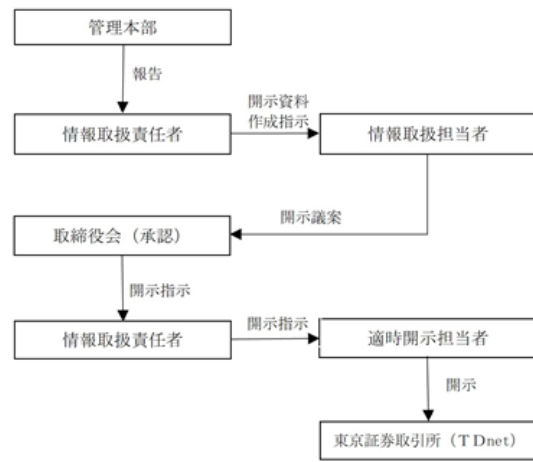 管理本部
報告
情報取扱責任者
開示資料
作成指示
情報取扱担当者
開示議案
取締役会（承認）
開示指示
情報取扱責任者
開示指示
適時開示担当者
開示
東京証券取引所（ＴＤnet）